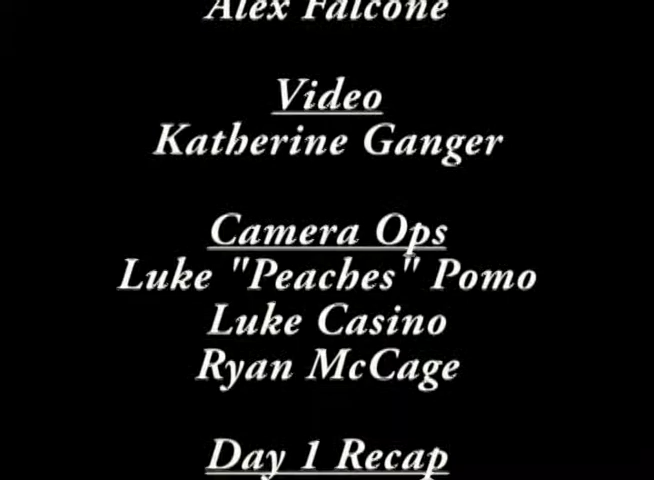 Alex Falcone
Video
Katherine Ganger
Camera Ops
Luke "Peaches" Pomo
Luke Casino
Ryan McCage
Day 1 Recap